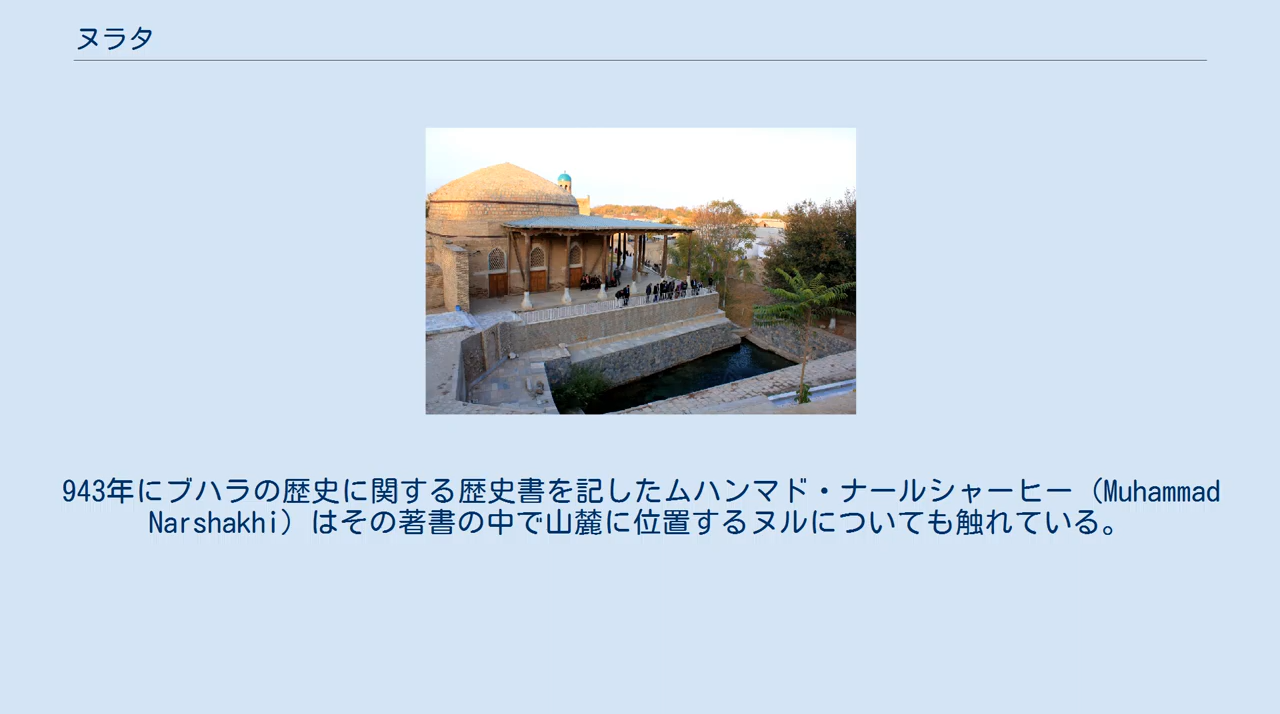 ヌラタ
943年にブハラの歴史に関する歴史書を記したムハンマド・ナールシャーヒー（Muhammad
Narshakhi）はその著書の中で山麓に位置するヌルについても触れている。